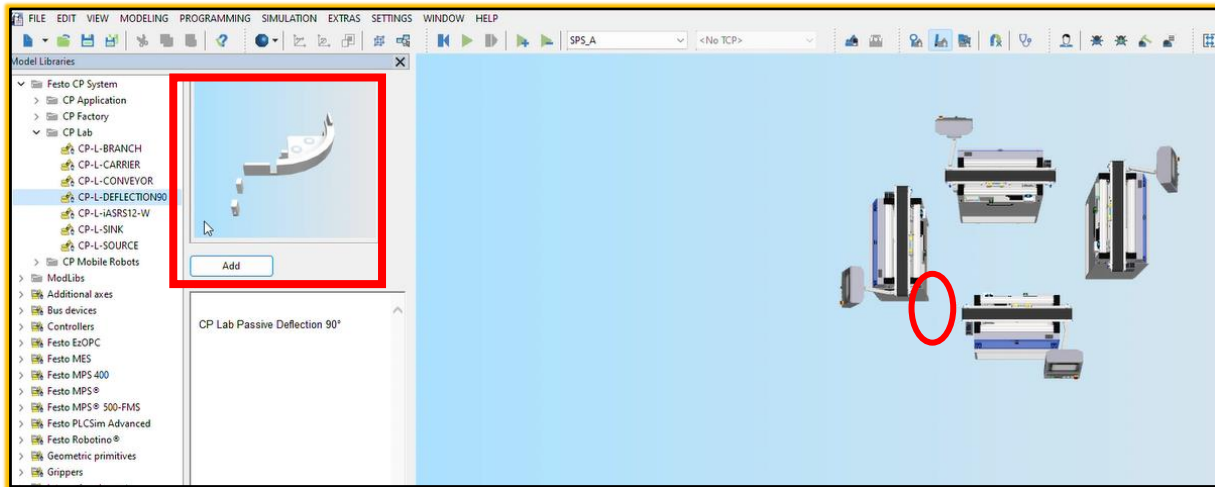 FILE EDIT VIEW MODELING PROGRAMMING SIMULATION EXTRAS SETTINGS WINDOW HELP
SPS_A <No TCP>
Model Libraries
Festo CP System
CP Application
CP Factory
CP Lab
CP-L-BRANCH
CP-L-CARRIER
CP-L-CONVEYOR
CP-L-DEFLECTION90
CP-L-iASRS12-W
CP-L-SINK
CP-L-SOURCE
CP Mobile Robots
ModLibs
Additional axes
Bus devices
Controllers
Festo EzOPC
Festo MES
Festo MPS 400
Festo MPS®
Festo MPS® 500-FMS
Festo PLCSim Advanced
Festo Robotino®
Geometric primitives
Grippers
Add
CP Lab Passive Deflection 90°